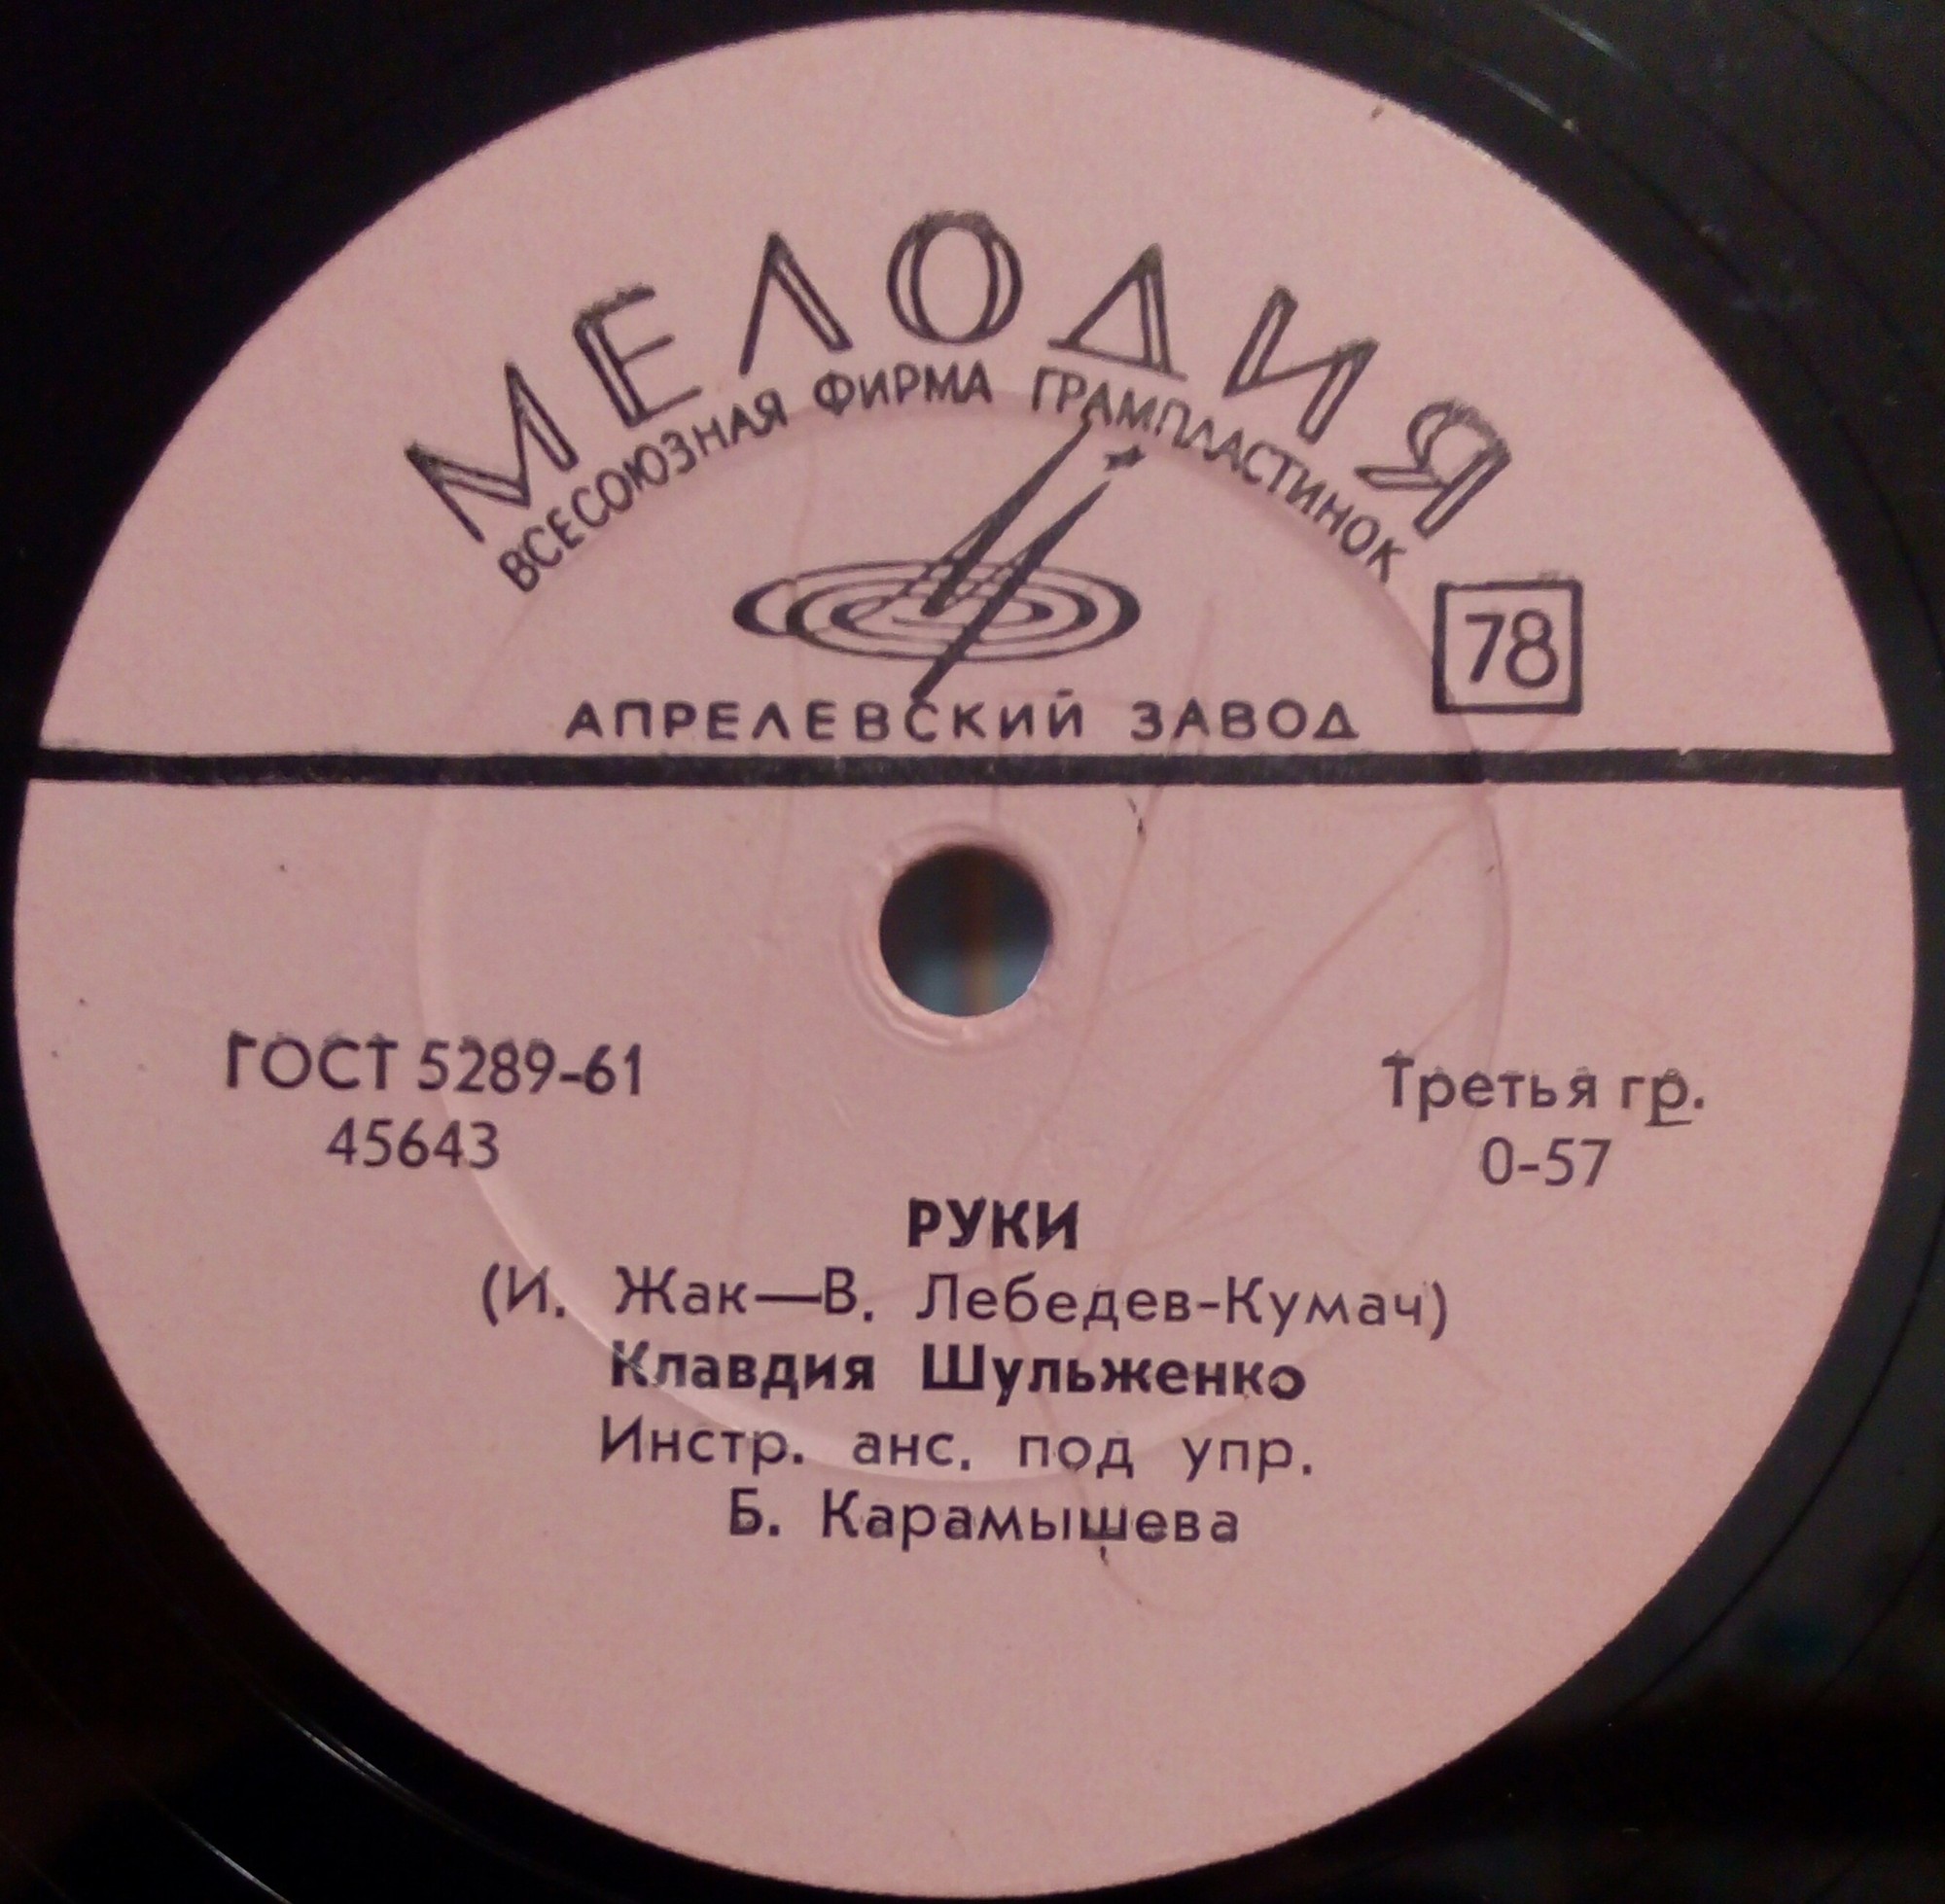 МЕЛОДИЯ
ВСЕСОЮЗНАЯ ФИРМА ГРАМПЛАСТИНОК
78
АПРЕЛЕВСКИЙ ЗАВОД
ГОСТ 5289-61
45643
Третья гр.
0-57
РУКИ
(И. Жак—В. Лебедев-Кумач)
Клавдия Шульженко
Инстр. анс. под упр.
Б. Карамышева